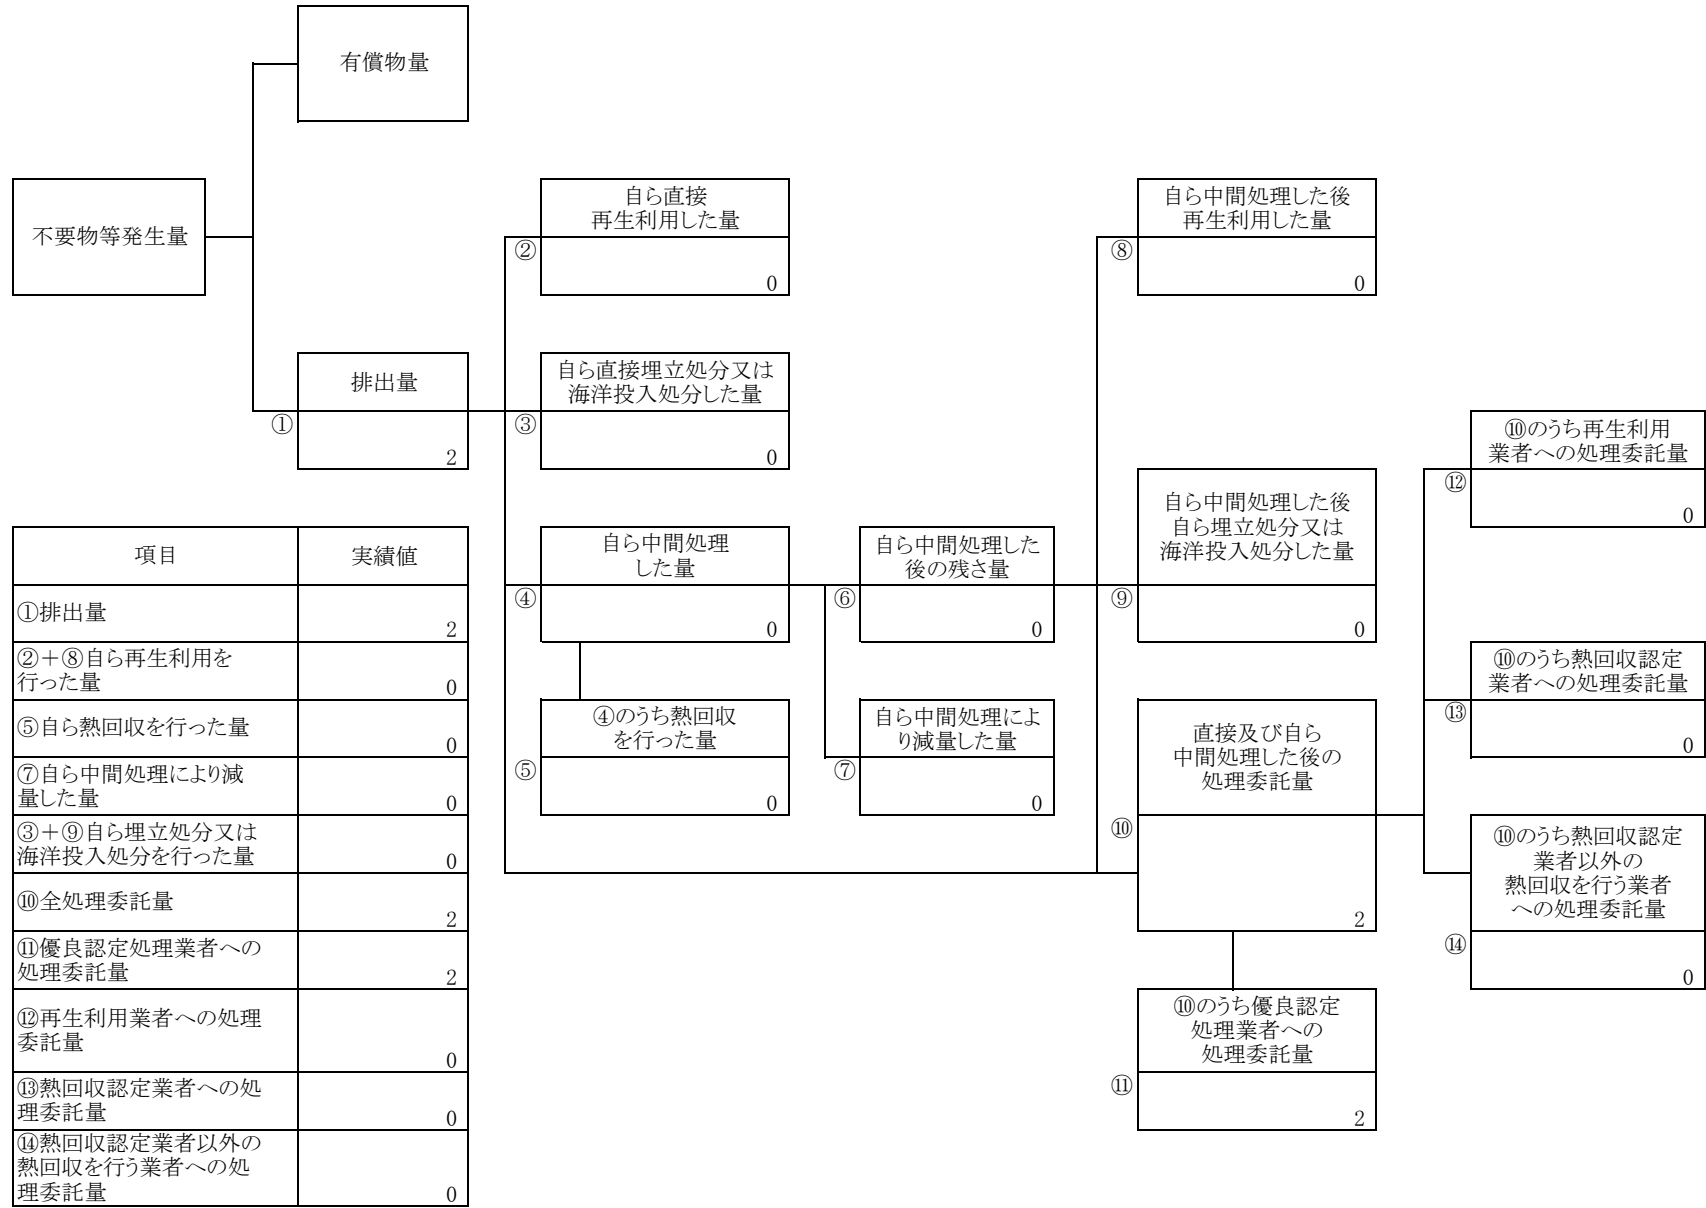 有償物量
不要物等発生量
排出量
①
2
自ら直接
再生利用した量
②
0
自ら直接埋立処分又は
海洋投入処分した量
③
0
自ら中間処理
した量
④
0
④のうち熱回収
を行った量
⑤
0
自ら中間処理した
後の残さ量
⑥
0
自ら中間処理によ
り減量した量
⑦
0
自ら中間処理した後
再生利用した量
⑧
0
自ら中間処理した後
自ら埋立処分又は
海洋投入処分した量
⑨
0
直接及び自ら
中間処理した後の
処理委託量
⑩
2
⑩のうち優良認定
処理業者への
処理委託量
⑪
2
⑩のうち再生利用
業者への処理委託量
⑫
0
⑩のうち熱回収認定
業者への処理委託量
⑬
0
⑩のうち熱回収認定
業者以外の
熱回収を行う業者
への処理委託量
⑭
0
項目 実績値
①排出量
2
②＋⑧自ら再生利用を
行った量
0
⑤自ら熱回収を行った量
0
⑦自ら中間処理により減
量した量
0
③＋⑨自ら埋立処分又は
海洋投入処分を行った量
0
⑩全処理委託量
2
⑪優良認定処理業者への
処理委託量
2
⑫再生利用業者への処理
委託量
0
⑬熱回収認定業者への処
理委託量
0
⑭熱回収認定業者以外の
熱回収を行う業者への処
理委託量
0